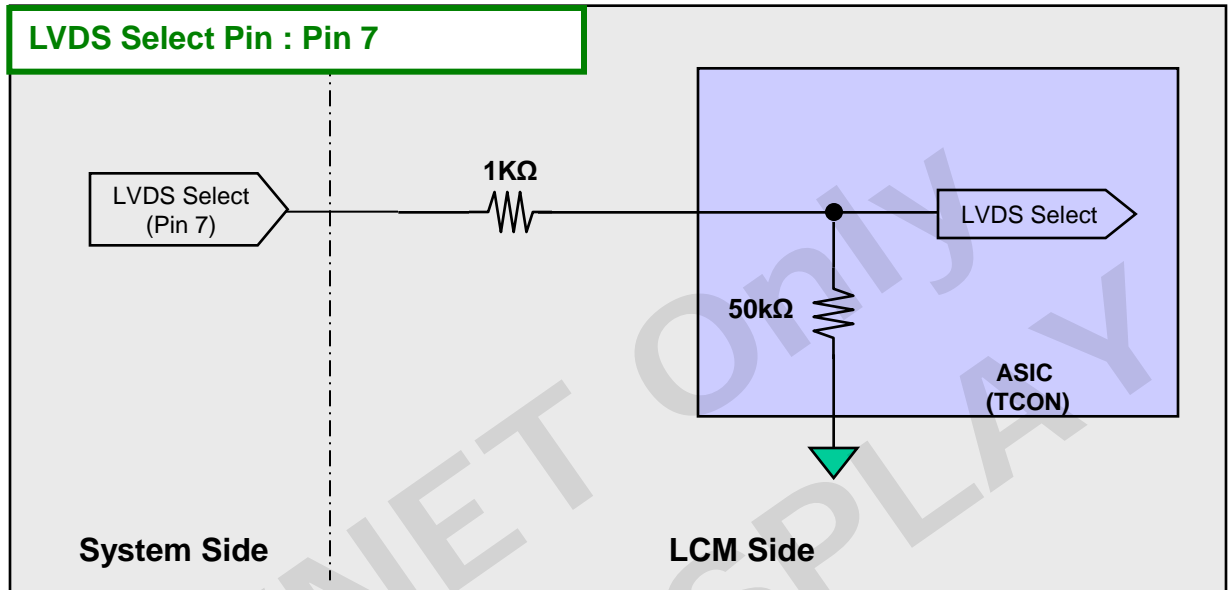 LVDS Select Pin : Pin 7
1KΩ
LVDS Select
(Pin 7)
LVDS Select
50kΩ
ASIC
(TCON)
System Side
LCM Side
Only